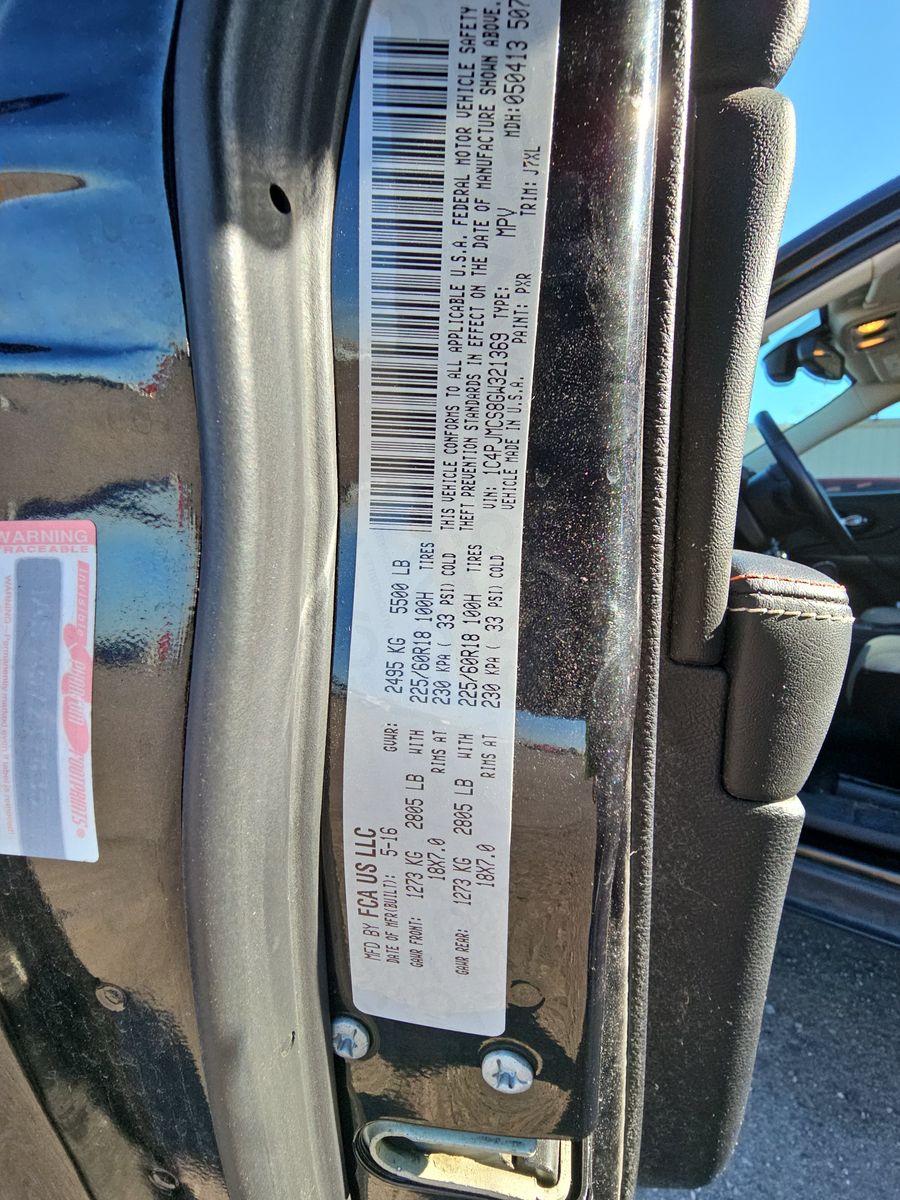 MFD BY FCA US LLC
DATE OF MFR(BUILT): 5-16 GVWR: 2495 KG 5500 LB
GAWR FRONT: 1273 KG 2805 LB WITH 225/60R18 100H TIRES
18X7.0 RIMS AT 230 KPA ( 33 PSI) COLD
GAWR REAR: 1273 KG 2805 LB WITH 225/60R18 100H TIRES
18X7.0 RIMS AT 230 KPA ( 33 PSI) COLD
THIS VEHICLE CONFORMS TO ALL APPLICABLE U.S.A. FEDERAL MOTOR VEHICLE SAFETY
THEFT PREVENTION STANDARDS IN EFFECT ON THE DATE OF MANUFACTURE SHOWN ABOVE.
VIN: 1C4PJMCS8GW321369 TYPE: MPV MDH:050413 507
VEHICLE MADE IN U.S.A. PAINT: PXR TRIM: J7XL
WARNING
TRACEABLE